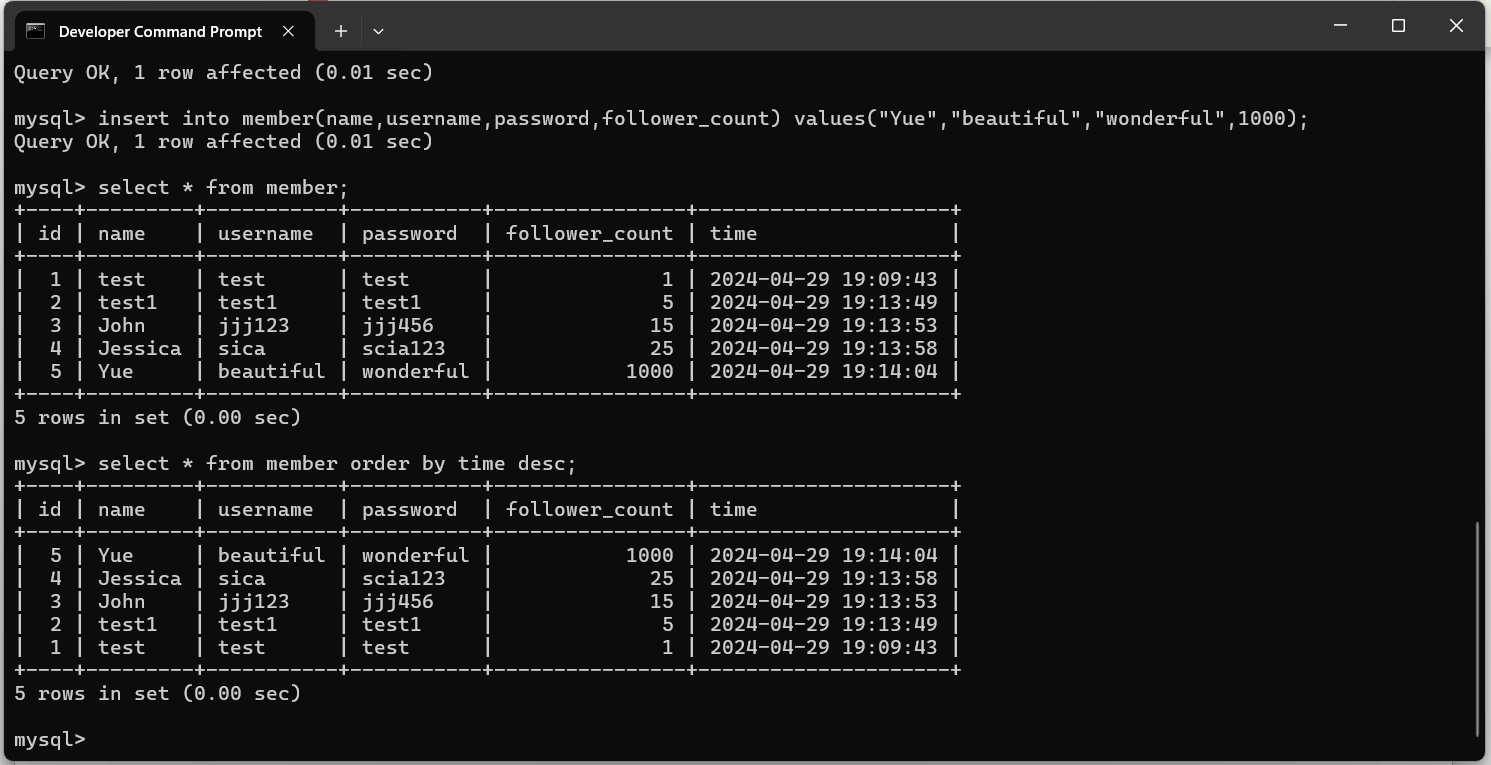 Developer Command Prompt
Query OK, 1 row affected (0.01 sec)
mysql> insert into member(name,username,password,follower_count) values("Yue","beautiful","wonderful",1000);
Query OK, 1 row affected (0.01 sec)
mysql> select * from member;
+----+---------+-----------+-----------+----------------+---------------------+
| id | name    | username  | password  | follower_count | time                |
+----+---------+-----------+-----------+----------------+---------------------+
|  1 | test    | test      | test      |              1 | 2024-04-29 19:09:43 |
|  2 | test1   | test1     | test1     |              5 | 2024-04-29 19:13:49 |
|  3 | John    | jjj123    | jjj456    |             15 | 2024-04-29 19:13:53 |
|  4 | Jessica | sica      | scia123   |             25 | 2024-04-29 19:13:58 |
|  5 | Yue     | beautiful | wonderful |           1000 | 2024-04-29 19:14:04 |
+----+---------+-----------+-----------+----------------+---------------------+
5 rows in set (0.00 sec)
mysql> select * from member order by time desc;
+----+---------+-----------+-----------+----------------+---------------------+
| id | name    | username  | password  | follower_count | time                |
+----+---------+-----------+-----------+----------------+---------------------+
|  5 | Yue     | beautiful | wonderful |           1000 | 2024-04-29 19:14:04 |
|  4 | Jessica | sica      | scia123   |             25 | 2024-04-29 19:13:58 |
|  3 | John    | jjj123    | jjj456    |             15 | 2024-04-29 19:13:53 |
|  2 | test1   | test1     | test1     |              5 | 2024-04-29 19:13:49 |
|  1 | test    | test      | test      |              1 | 2024-04-29 19:09:43 |
+----+---------+-----------+-----------+----------------+---------------------+
5 rows in set (0.00 sec)
mysql>